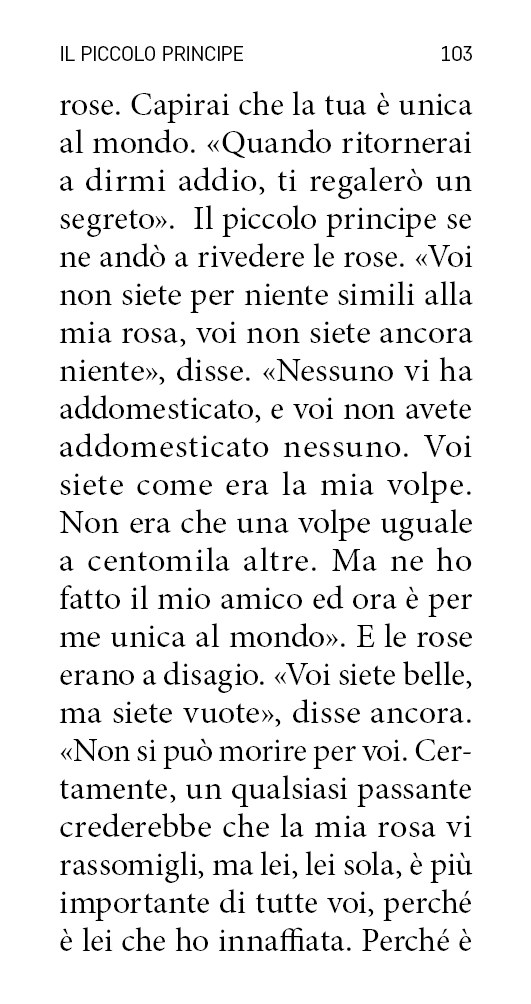 IL PICCOLO PRINCIPE 103
rose. Capirai che la tua è unica
al mondo. «Quando ritornerai
a dirmi addio, ti regalerò un
segreto». Il piccolo principe se
ne andò a rivedere le rose. «Voi
non siete per niente simili alla
mia rosa, voi non siete ancora
niente», disse. «Nessuno vi ha
addomesticato, e voi non avete
addomesticato nessuno. Voi
siete come era la mia volpe.
Non era che una volpe uguale
a centomila altre. Ma ne ho
fatto il mio amico ed ora è per
me unica al mondo». E le rose
erano a disagio. «Voi siete belle,
ma siete vuote», disse ancora.
«Non si può morire per voi. Cer-
tamente, un qualsiasi passante
crederebbe che la mia rosa vi
rassomigli, ma lei, lei sola, è più
importante di tutte voi, perché
è lei che ho innaffiata. Perché è